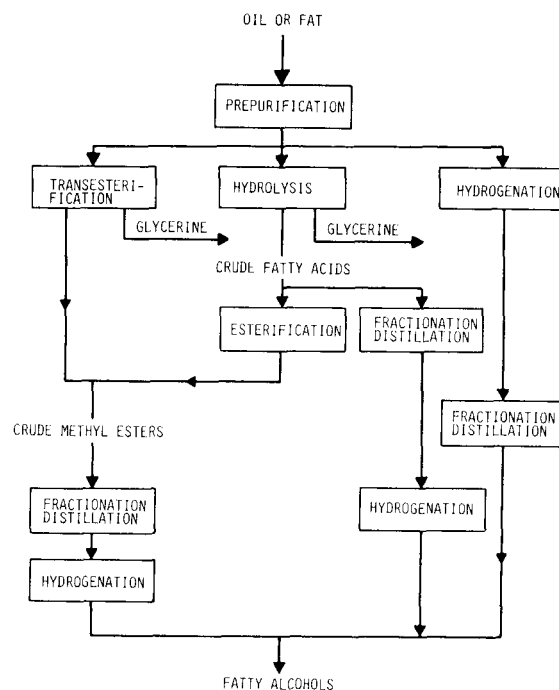 OIL OR FAT
PREPURIFICATION
TRANSESTERI-
FICATION
HYDROLYSIS
HYDROGENATION
GLYCERINE
GLYCERINE
CRUDE FATTY ACIDS
ESTERIFICATION
FRACTIONATION
DISTILLATION
FRACTIONATION
DISTILLATION
CRUDE METHYL ESTERS
FRACTIONATION
DISTILLATION
HYDROGENATION
HYDROGENATION
FATTY ALCOHOLS